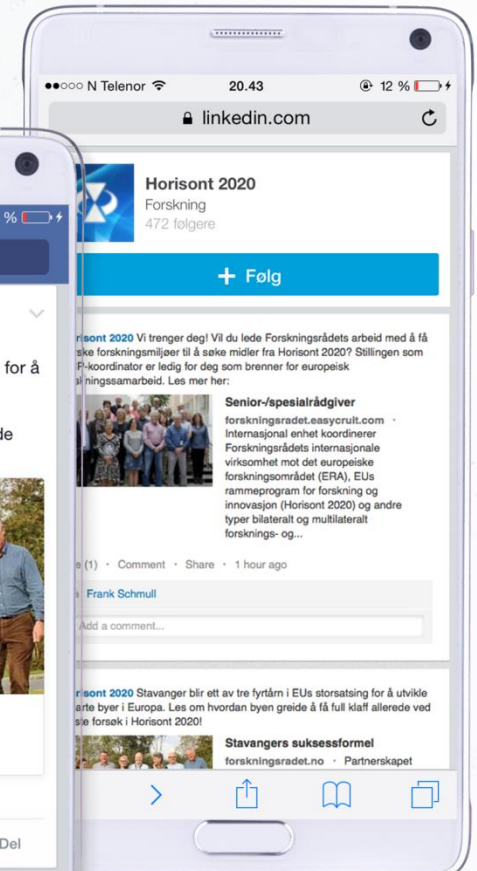 N Telenor 20.43 12 %
linkedin.com
Horisont 2020
Forskning
472 følgere
+ Følg
2020 Vi trenger deg! Vil du lede Forskningsrådets arbeid med å få
forskningsmiljøer til å søke midler fra Horisont 2020? Stillingen som
P-koordinator er ledig for deg som brenner for europeisk
Les mer her:
Senior-/spesialrådgiver
forskningsradet.easycruit.com ·
Internasjonal enhet koordinerer
Forskningsrådets internasjonale
virksomhet mot det europeiske
forskningsområdet (ERA), EUs
rammeprogram for forskning og
innovasjon (Horisont 2020) og andre
typer bilateralt og multilateralt
forsknings- og...
(1) · Comment · Share · 1 hour ago
Frank Schmull
Add a comment...
2020 Stavanger blir ett av tre fyrtårn i EUs storsatsing for å utvikle
byer i Europa. Les om hvordan byen greide å få full klaff allerede ved
forsøk i Horisont 2020!
Stavangers suksessformel
forskningsradet.no · Partnerskapet
%
for å
de
Del